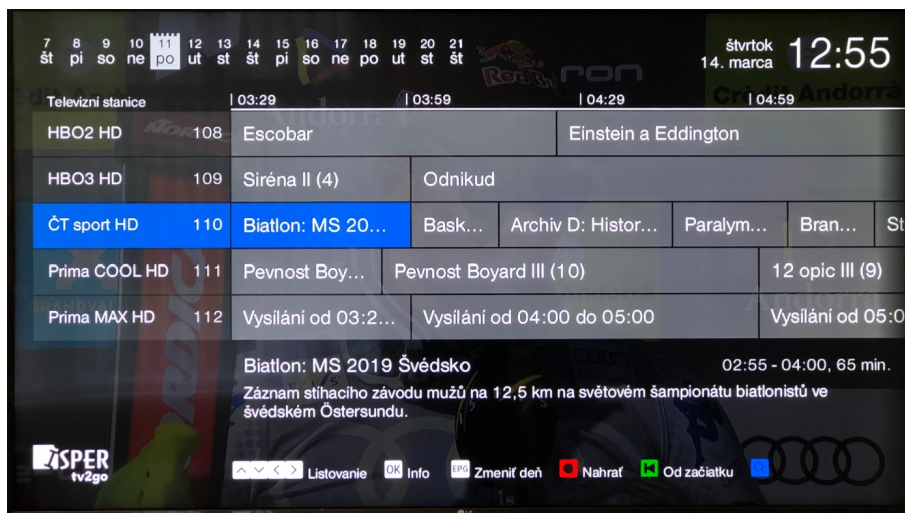 7 8 9 10 11 12 13 14 15 16 17 18 19 20 21
št pi so ne po ut st št pi so ne po ut st št
štvrtok
14. marca
12:55
Televizní stanice 03:29 03:59 04:29 04:59
HBO2 HD 108 Escobar Einstein a Eddington
HBO3 HD 109 Siréna II (4) Odnikud
ČT sport HD 110 Biatlon: MS 20... Bask... Archiv D: Histor... Paralym... Bran... St
Prima COOL HD 111 Pevnost Boy... Pevnost Boyard III (10) 12 opic III (9)
Prima MAX HD 112 Vysílání od 03:2... Vysílání od 04:00 do 05:00 Vysílání od 05:0
Biatlon: MS 2019 Švédsko 02:55 - 04:00, 65 min.
Záznam stíhacího závodu mužů na 12,5 km na světovém šampionátu biatlonistů ve
švédském Östersundu.
JISPER
tv2go
Listovanie OK Info EPG Zmeniť deň Nahrať Od začiatku